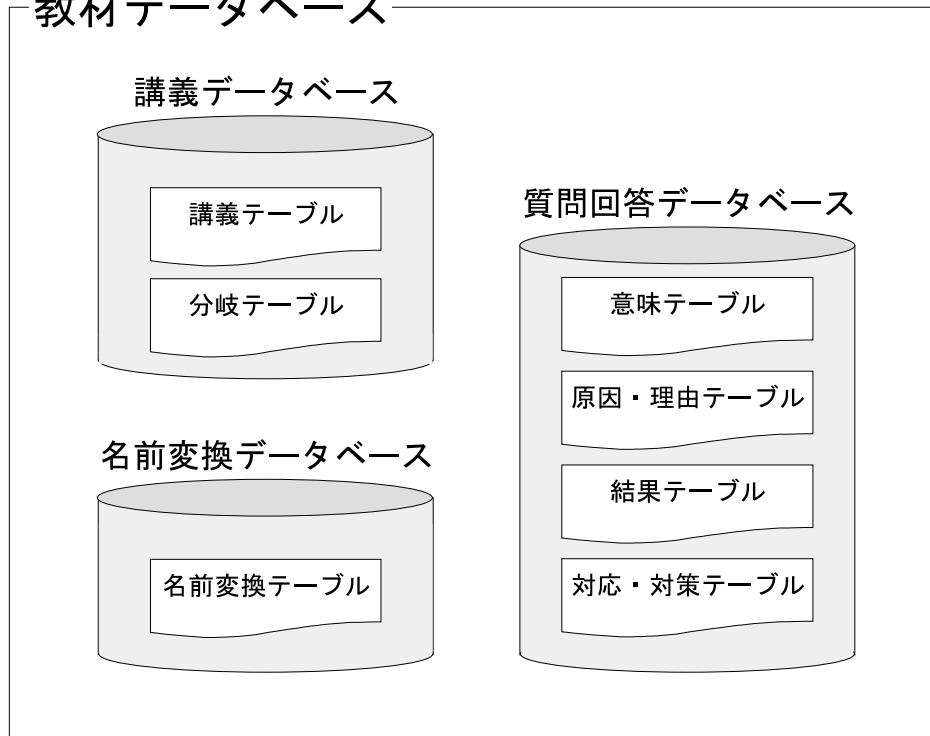 教材データベース
講義データベース
講義テーブル
分岐テーブル
名前変換データベース
名前変換テーブル
質問回答データベース
意味テーブル
原因・理由テーブル
結果テーブル
対応・対策テーブル